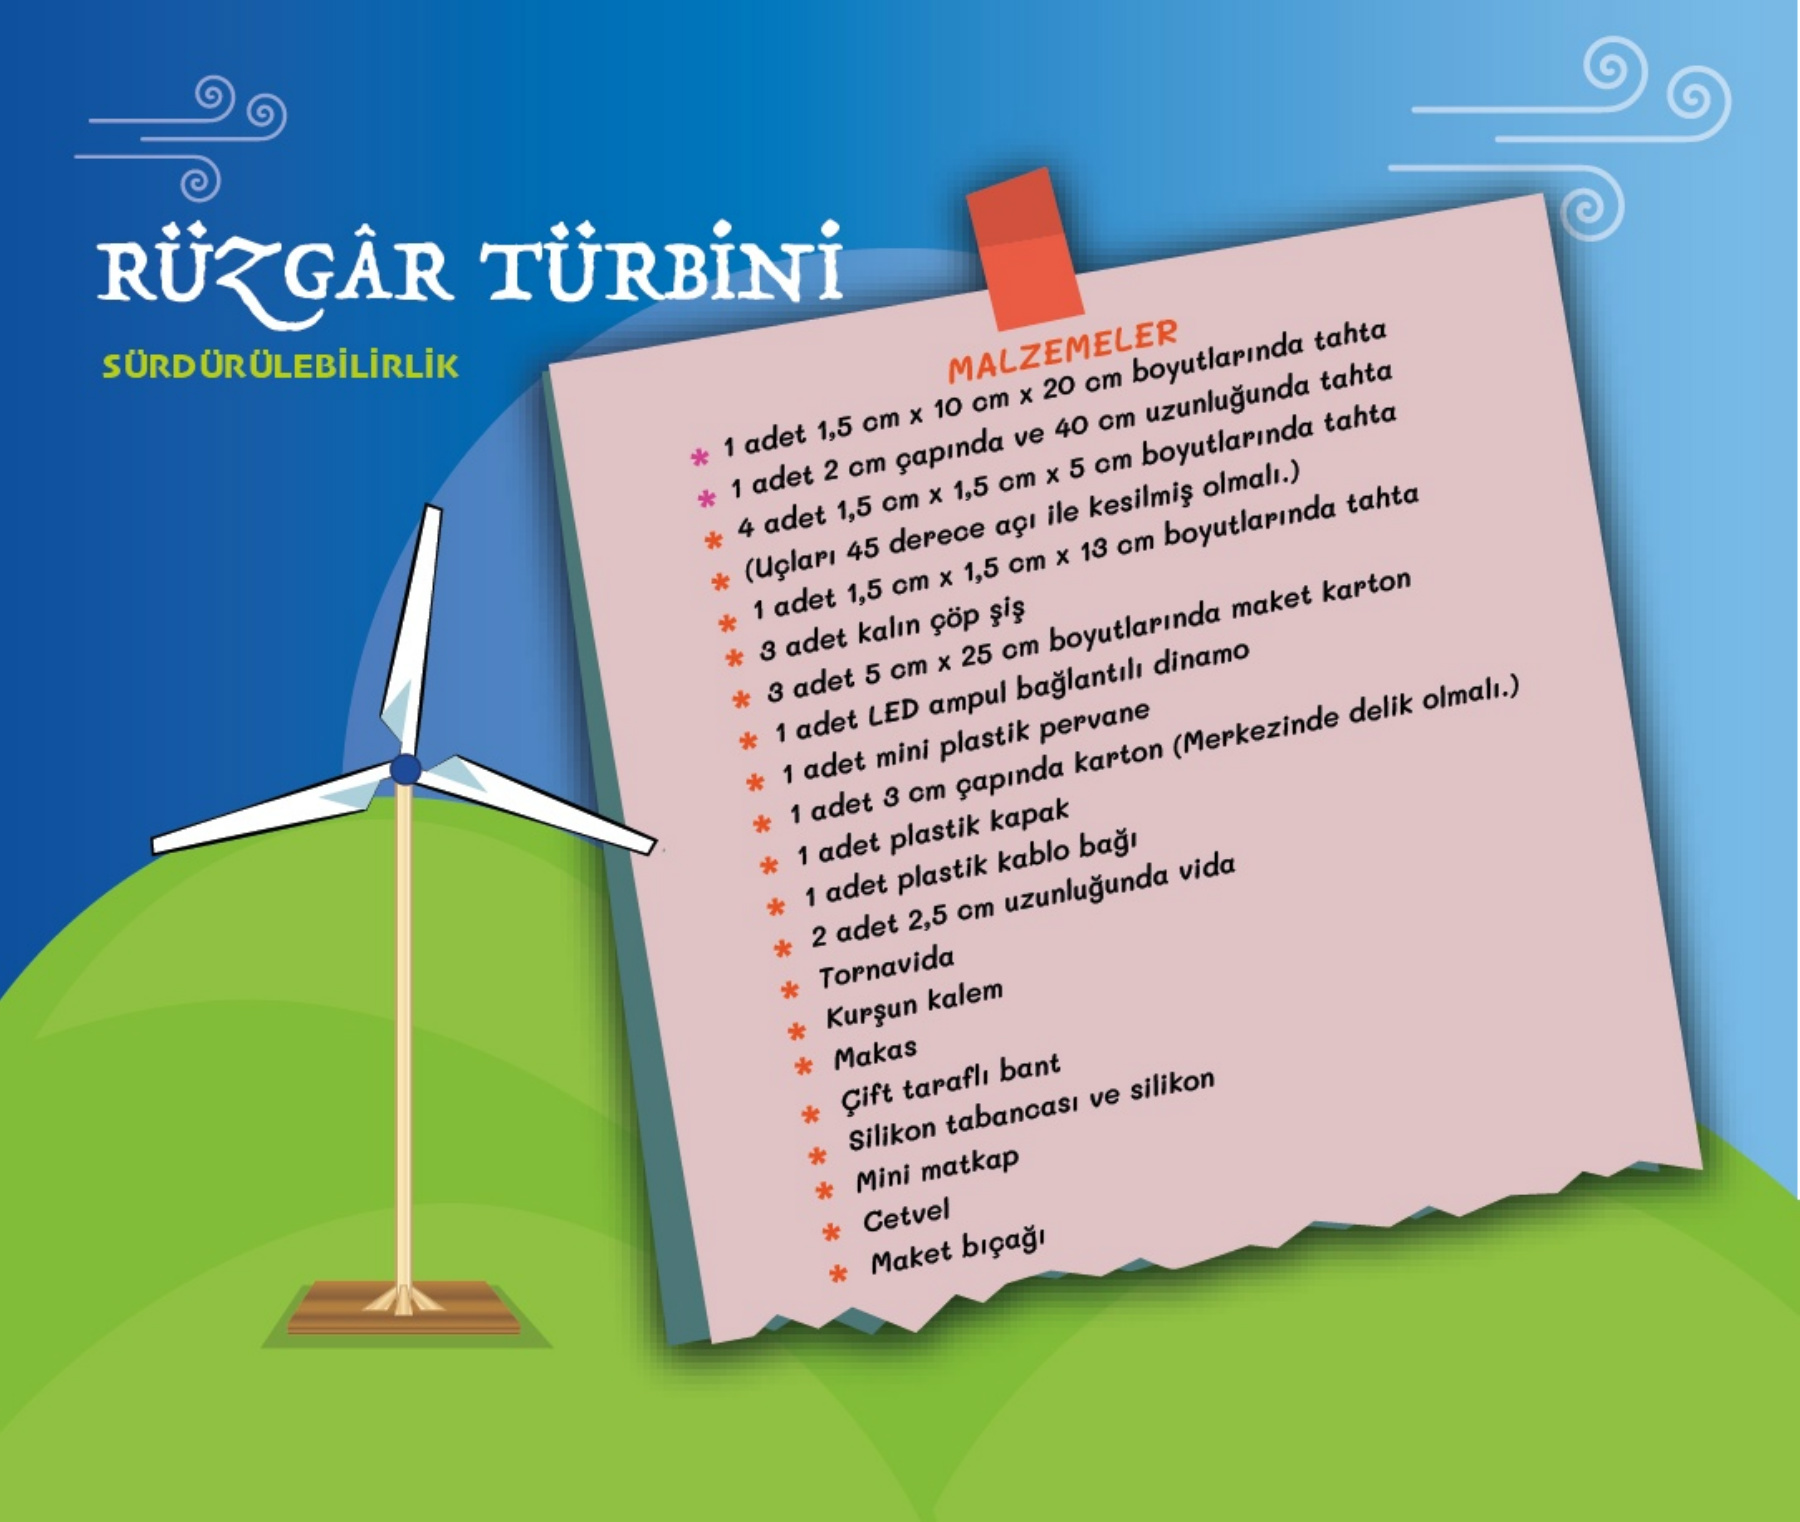 RÜZGÂR TÜRBİNİ
SÜRDÜRÜLEBİLİRLİK
MALZEMELER
* 1 adet 1,5 cm x 10 cm x 20 cm boyutlarında tahta
* 1 adet 2 cm çapında ve 40 cm uzunluğunda tahta
* 4 adet 1,5 cm x 1,5 cm x 5 cm boyutlarında tahta
* (Uçları 45 derece açı ile kesilmiş olmalı.)
* 1 adet 1,5 cm x 1,5 cm x 13 cm boyutlarında tahta
* 3 adet kalın çöp şiş
* 3 adet 5 cm x 25 cm boyutlarında maket karton
* 1 adet LED ampul bağlantılı dinamo
* 1 adet mini plastik pervane
* 1 adet 3 cm çapında karton (Merkezinde delik olmalı.)
* 1 adet plastik kapak
* 1 adet plastik kablo bağı
* 2 adet 2,5 cm uzunluğunda vida
* Tornavida
* Kurşun kalem
* Makas
* Çift taraflı bant
* Silikon tabancası ve silikon
* Mini matkap
* Cetvel
* Maket bıçağı